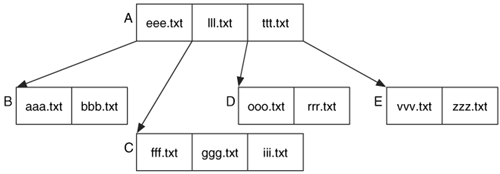 A eee.txt lll.txt ttt.txt
B aaa.txt bbb.txt
D ooo.txt rrr.txt
E vvv.txt zzz.txt
C fff.txt ggg.txt iii.txt